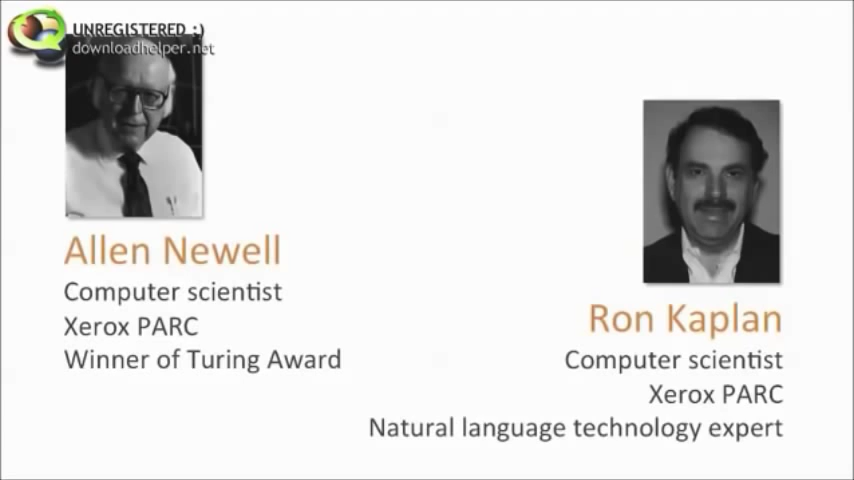 UNREGISTERED :)
downloadhelper.net
Allen Newell
Computer scientist
Xerox PARC
Winner of Turing Award
Ron Kaplan
Computer scientist
Xerox PARC
Natural language technology expert